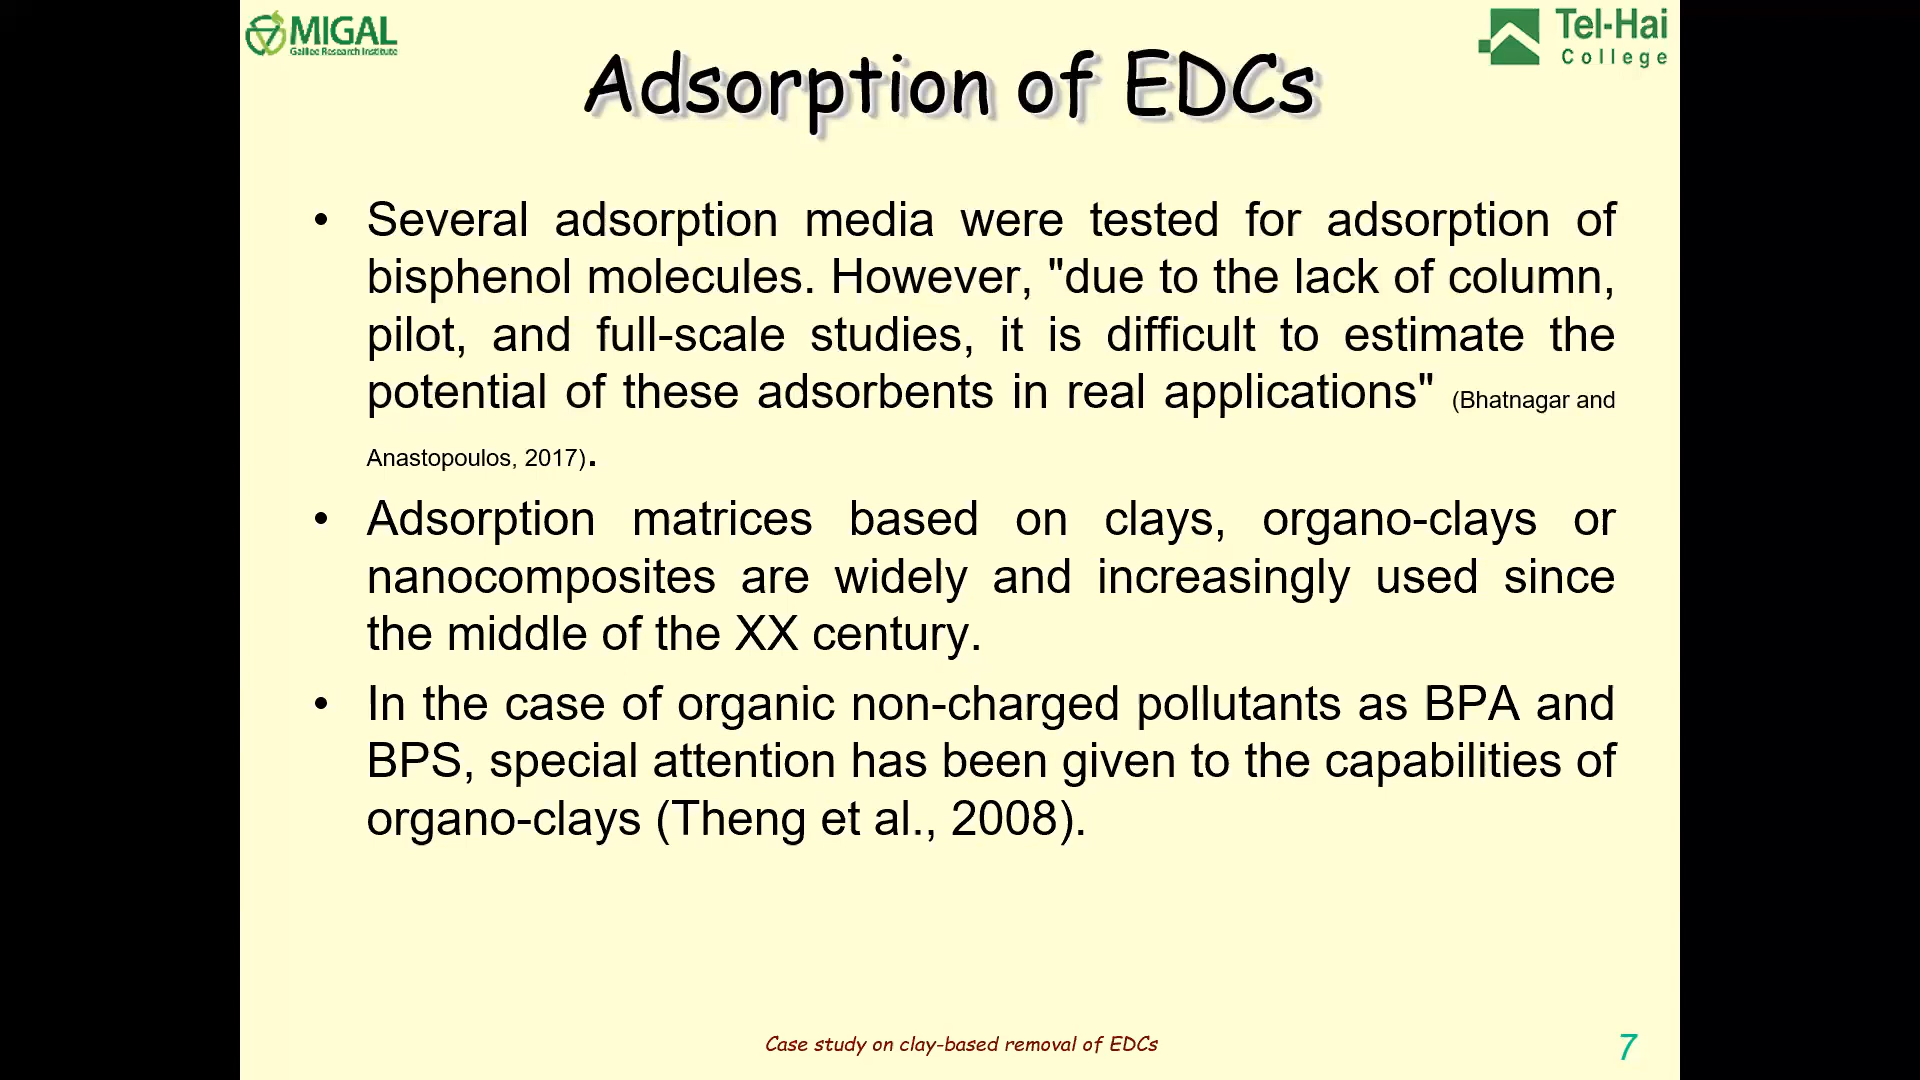 MIGAL
Galilee Research Institute
Tel-Hai
College
Adsorption of EDCs
• Several adsorption media were tested for adsorption of
bisphenol molecules. However, "due to the lack of column,
pilot, and full-scale studies, it is difficult to estimate the
potential of these adsorbents in real applications" (Bhatnagar and
Anastopoulos, 2017).
• Adsorption matrices based on clays, organo-clays or
nanocomposites are widely and increasingly used since
the middle of the XX century.
• In the case of organic non-charged pollutants as BPA and
BPS, special attention has been given to the capabilities of
organo-clays (Theng et al., 2008).
Case study on clay-based removal of EDCs
7